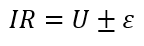 IR = U ± ε